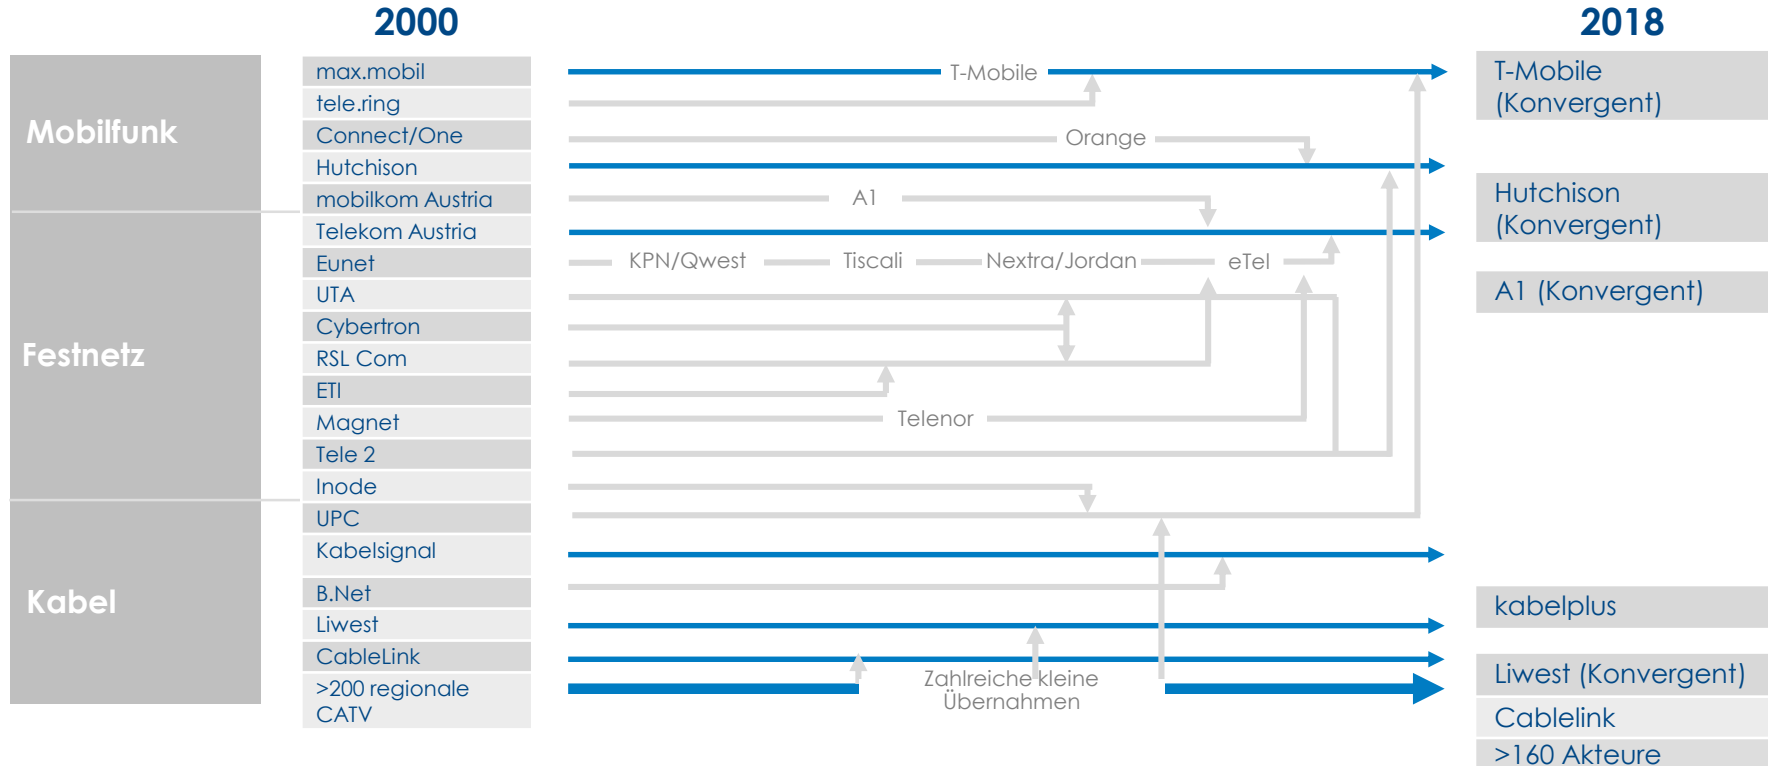 2000
2018
Mobilfunk
Festnetz
Kabel
max.mobil
tele.ring
Connect/One
Hutchison
mobilkom Austria
Telekom Austria
Eunet
UTA
Cybertron
RSL Com
ETI
Magnet
Tele 2
Inode
UPC
Kabelsignal
B.Net
Liwest
CableLink
>200 regionale
CATV
T-Mobile
Orange
A1
KPN/Qwest
Tiscali
Nextra/Jordan
eTel
Telenor
Zahlreiche kleine
Übernahmen
T-Mobile
(Konvergent)
Hutchison
(Konvergent)
A1 (Konvergent)
kabelplus
Liwest (Konvergent)
Cablelink
>160 Akteure